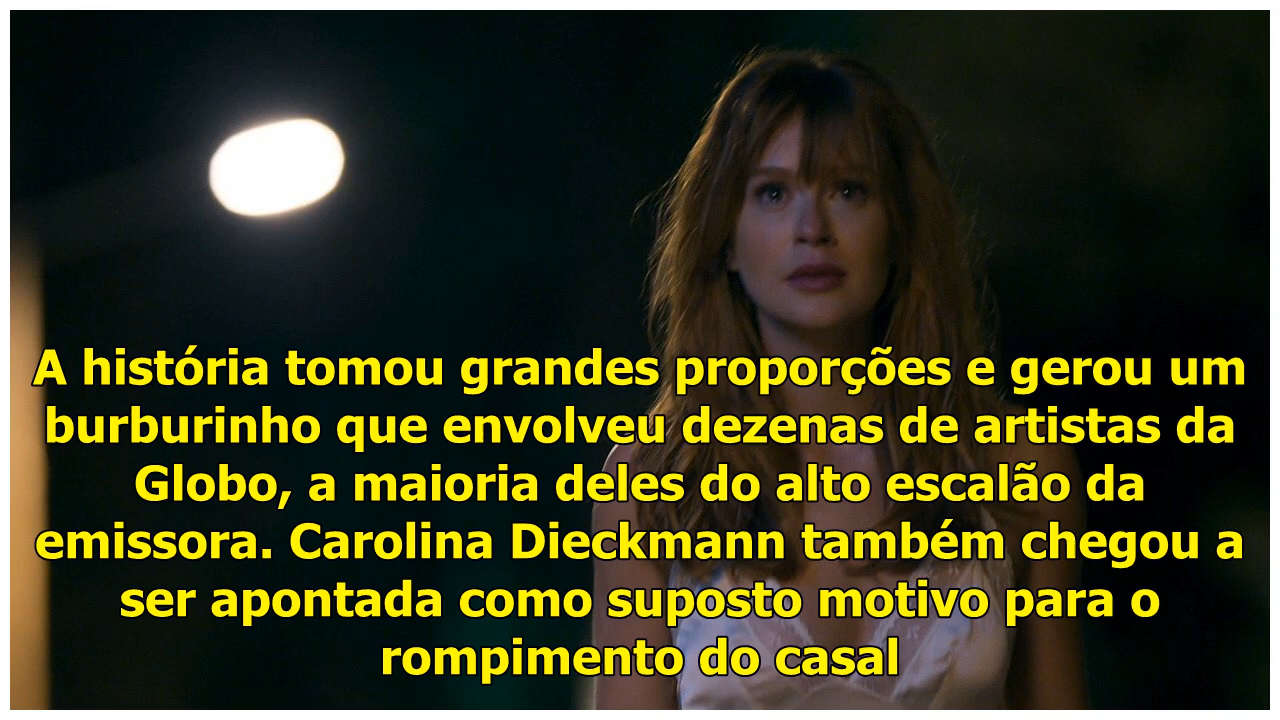 A história tomou grandes proporções e gerou um
burburinho que envolveu dezenas de artistas da
Globo, a maioria deles do alto escalão da
emissora. Carolina Dieckmann também chegou a
ser apontada como suposto motivo para o
rompimento do casal